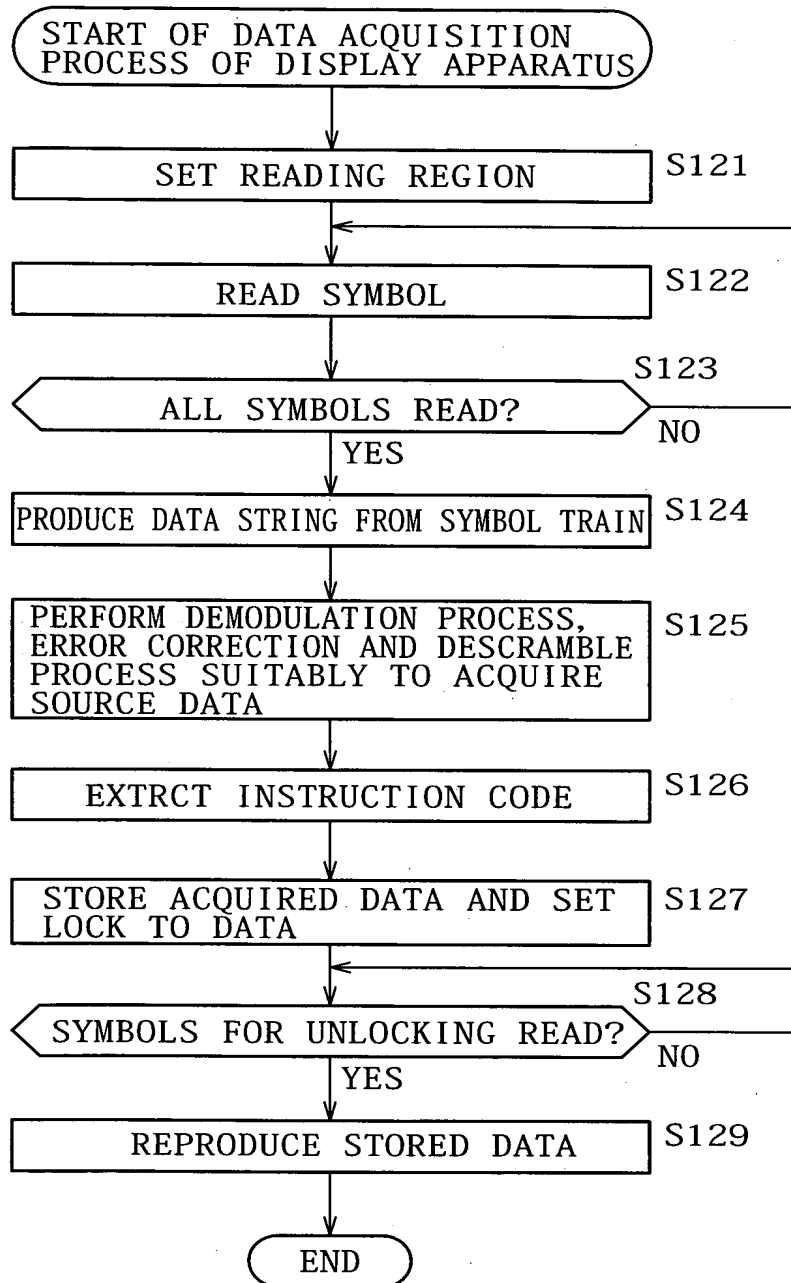 START OF DATA ACQUISITION
PROCESS OF DISPLAY APPARATUS
SET READING REGION
S121
READ SYMBOL
S122
S123
ALL SYMBOLS READ?
NO
YES
PRODUCE DATA STRING FROM SYMBOL TRAIN
S124
PERFORM DEMODULATION PROCESS,
ERROR CORRECTION AND DESCRAMBLE
PROCESS SUITABLY TO ACQUIRE
SOURCE DATA
S125
EXTRCT INSTRUCTION CODE
S126
STORE ACQUIRED DATA AND SET
LOCK TO DATA
S127
S128
SYMBOLS FOR UNLOCKING READ?
NO
YES
REPRODUCE STORED DATA
S129
END